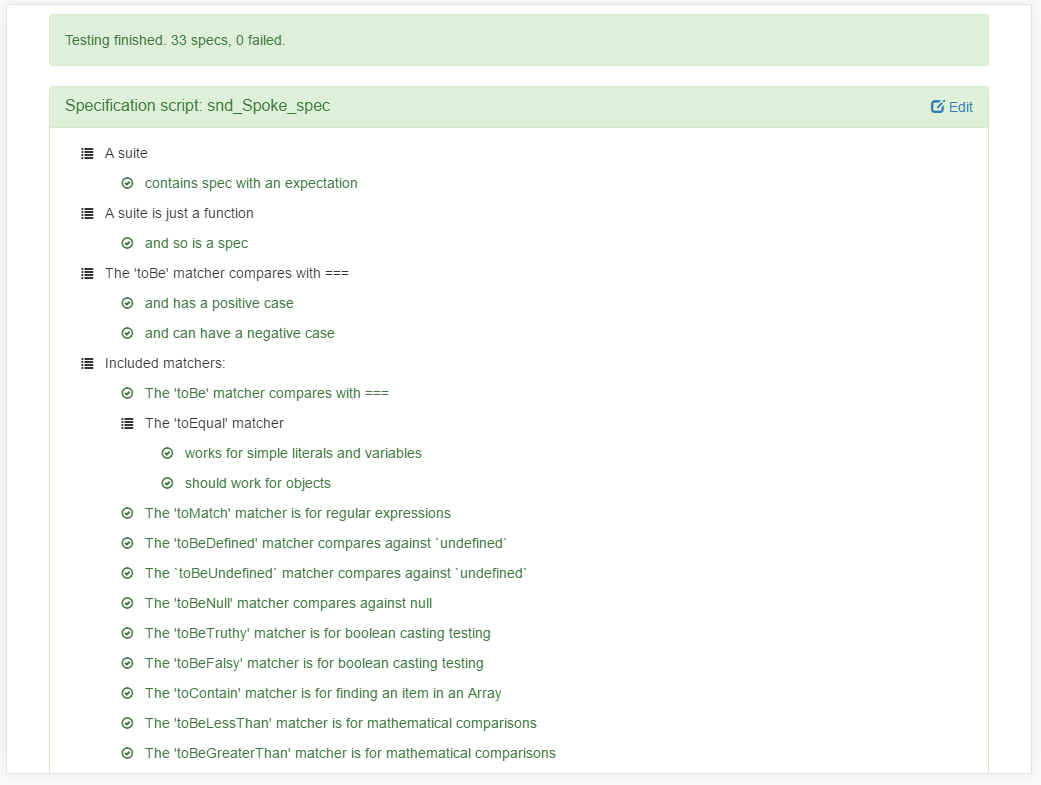 Testing finished. 33 specs, 0 failed.
Specification script: snd_Spoke_spec
Edit
A suite
contains spec with an expectation
A suite is just a function
and so is a spec
The 'toBe' matcher compares with ===
and has a positive case
and can have a negative case
Included matchers:
The 'toBe' matcher compares with ===
The 'toEqual' matcher
works for simple literals and variables
should work for objects
The 'toMatch' matcher is for regular expressions
The 'toBeDefined' matcher compares against `undefined`
The `toBeUndefined` matcher compares against `undefined`
The 'toBeNull' matcher compares against null
The 'toBeTruthy' matcher is for boolean casting testing
The 'toBeFalsy' matcher is for boolean casting testing
The 'toContain' matcher is for finding an item in an Array
The 'toBeLessThan' matcher is for mathematical comparisons
The 'toBeGreaterThan' matcher is for mathematical comparisons